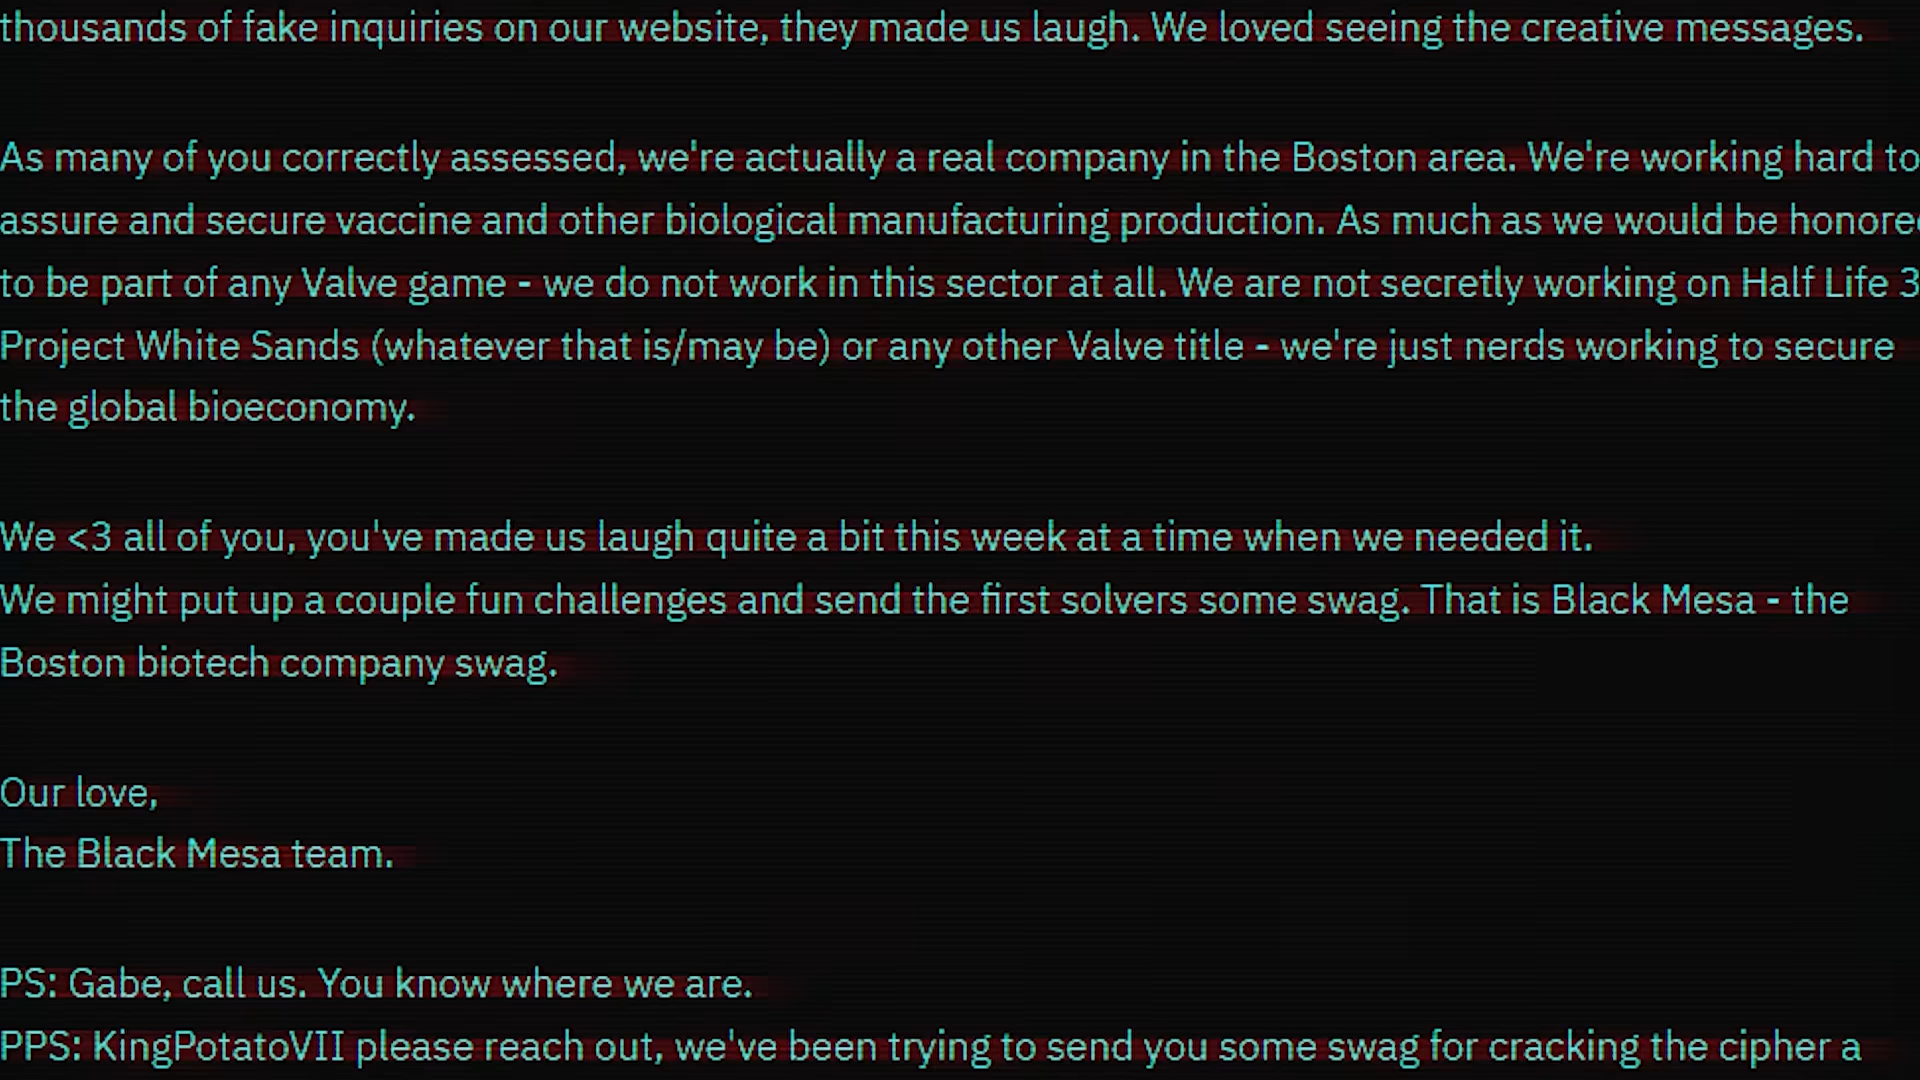 thousands of fake inquiries on our website, they made us laugh. We loved seeing the creative messages.
As many of you correctly assessed, we're actually a real company in the Boston area. We're working hard to
assure and secure vaccine and other biological manufacturing production. As much as we would be honored
to be part of any Valve game - we do not work in this sector at all. We are not secretly working on Half Life 3
Project White Sands (whatever that is/may be) or any other Valve title - we're just nerds working to secure
the global bioeconomy.
We <3 all of you, you've made us laugh quite a bit this week at a time when we needed it.
We might put up a couple fun challenges and send the first solvers some swag. That is Black Mesa - the
Boston biotech company swag.
Our love,
The Black Mesa team.
PS: Gabe, call us. You know where we are.
PPS: KingPotatoVII please reach out, we've been trying to send you some swag for cracking the cipher a